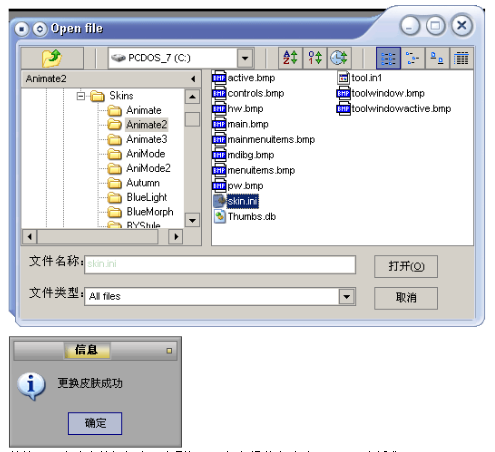 Open file
PCDOS_7 (C:)
Animate2
Skins
Animate
Animate2
Animate3
AniMode
AniMode2
Autumn
BlueLight
BlueMorph
BYStyle
active.bmp
controls.bmp
hw.bmp
main.bmp
mainmenuitems.bmp
mdibg.bmp
menuitems.bmp
pw.bmp
skin.ini
Thumbs.db
tool.in1
toolwindow.bmp
toolwindowactive.bmp
文件名称: skin.ini
打开(O)
文件类型: All files
取消
信息
更换皮肤成功
确定